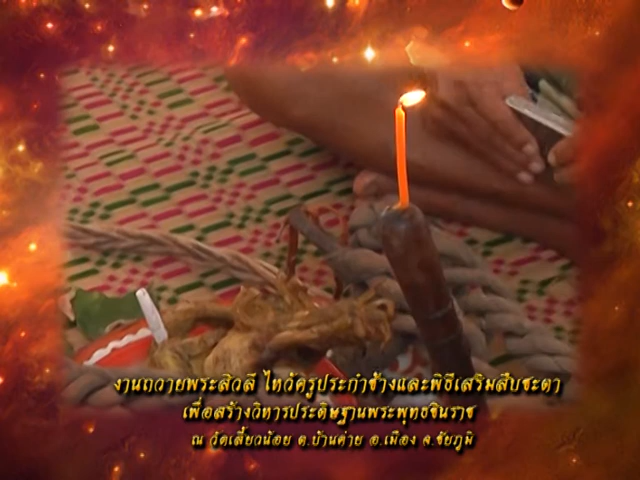 งานถวายพระสิวลี ไหว้ครูประกำช้างและพิธีเสริมสืบชะตา
เพื่อสร้างวิหารประดิษฐานพระพุทธชินราช
ณ วัดเสี้ยวน้อย ต.บ้านค่าย อ.เมือง จ.ชัยภูมิ